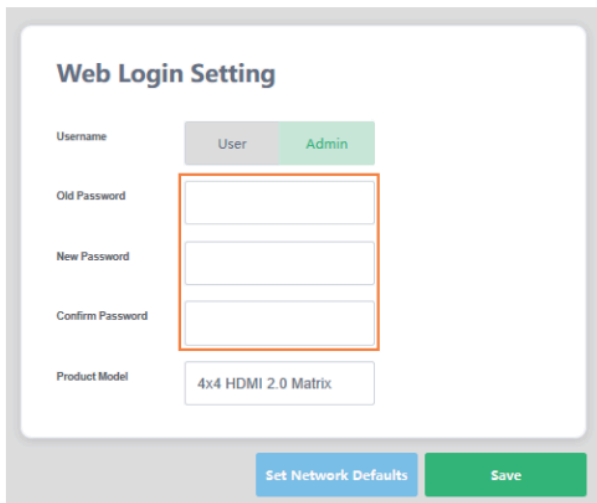 Web Login Setting
Username
User Admin
Old Password
New Password
Confirm Password
Product Model
4x4 HDMI 2.0 Matrix
Set Network Defaults Save